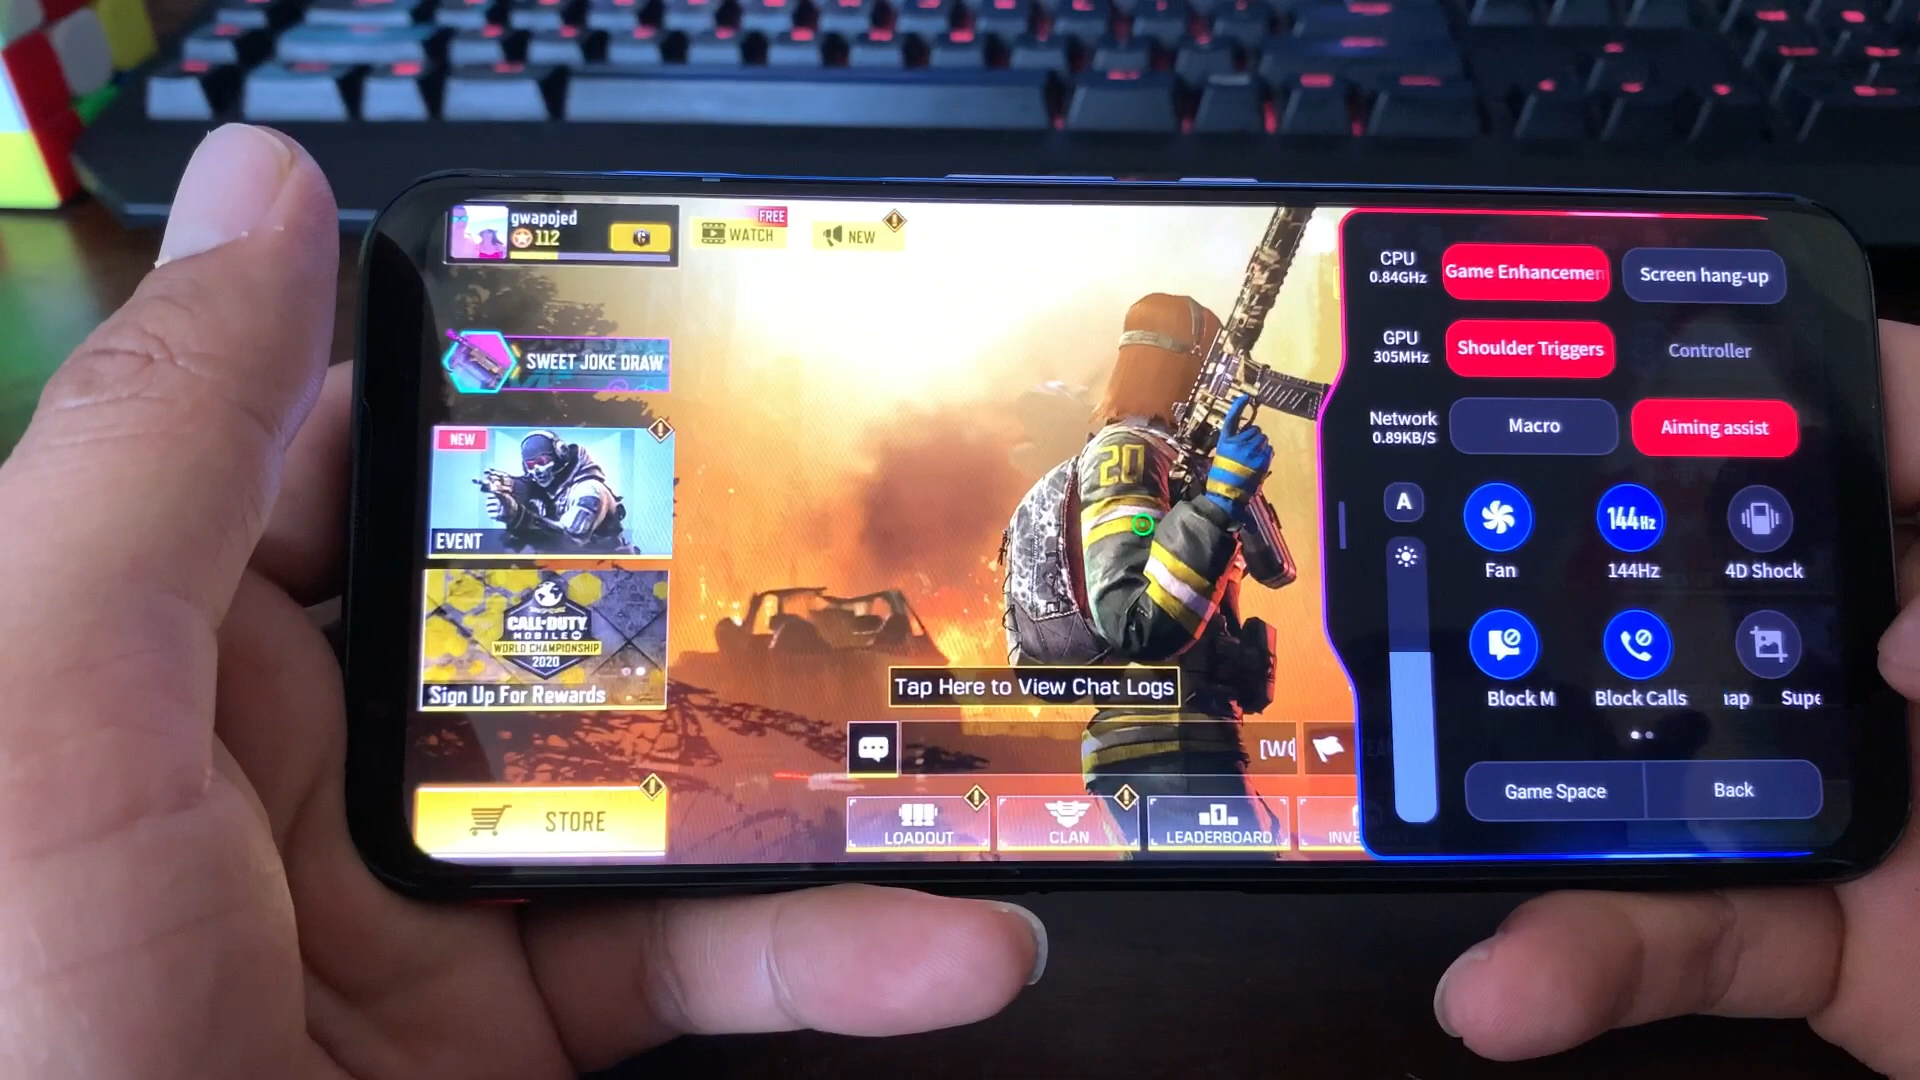 gwapojed
112
FREE
WATCH
NEW
SWEET JOKE DRAW
NEW
EVENT
CALL OF DUTY
MOBILE
WORLD CHAMPIONSHIP
2020
Sign Up For Rewards
STORE
20
Tap Here to View Chat Logs
LOADOUT
CLAN
LEADERBOARD
INVE
CPU
0.84GHz
Game Enhancemen
Screen hang-up
GPU
305MHz
Shoulder Triggers
Controller
Network
0.89KB/S
Macro
Aiming assist
A
144Hz
Fan
144Hz
4D Shock
Block M
Block Calls
Supe
Game Space
Back